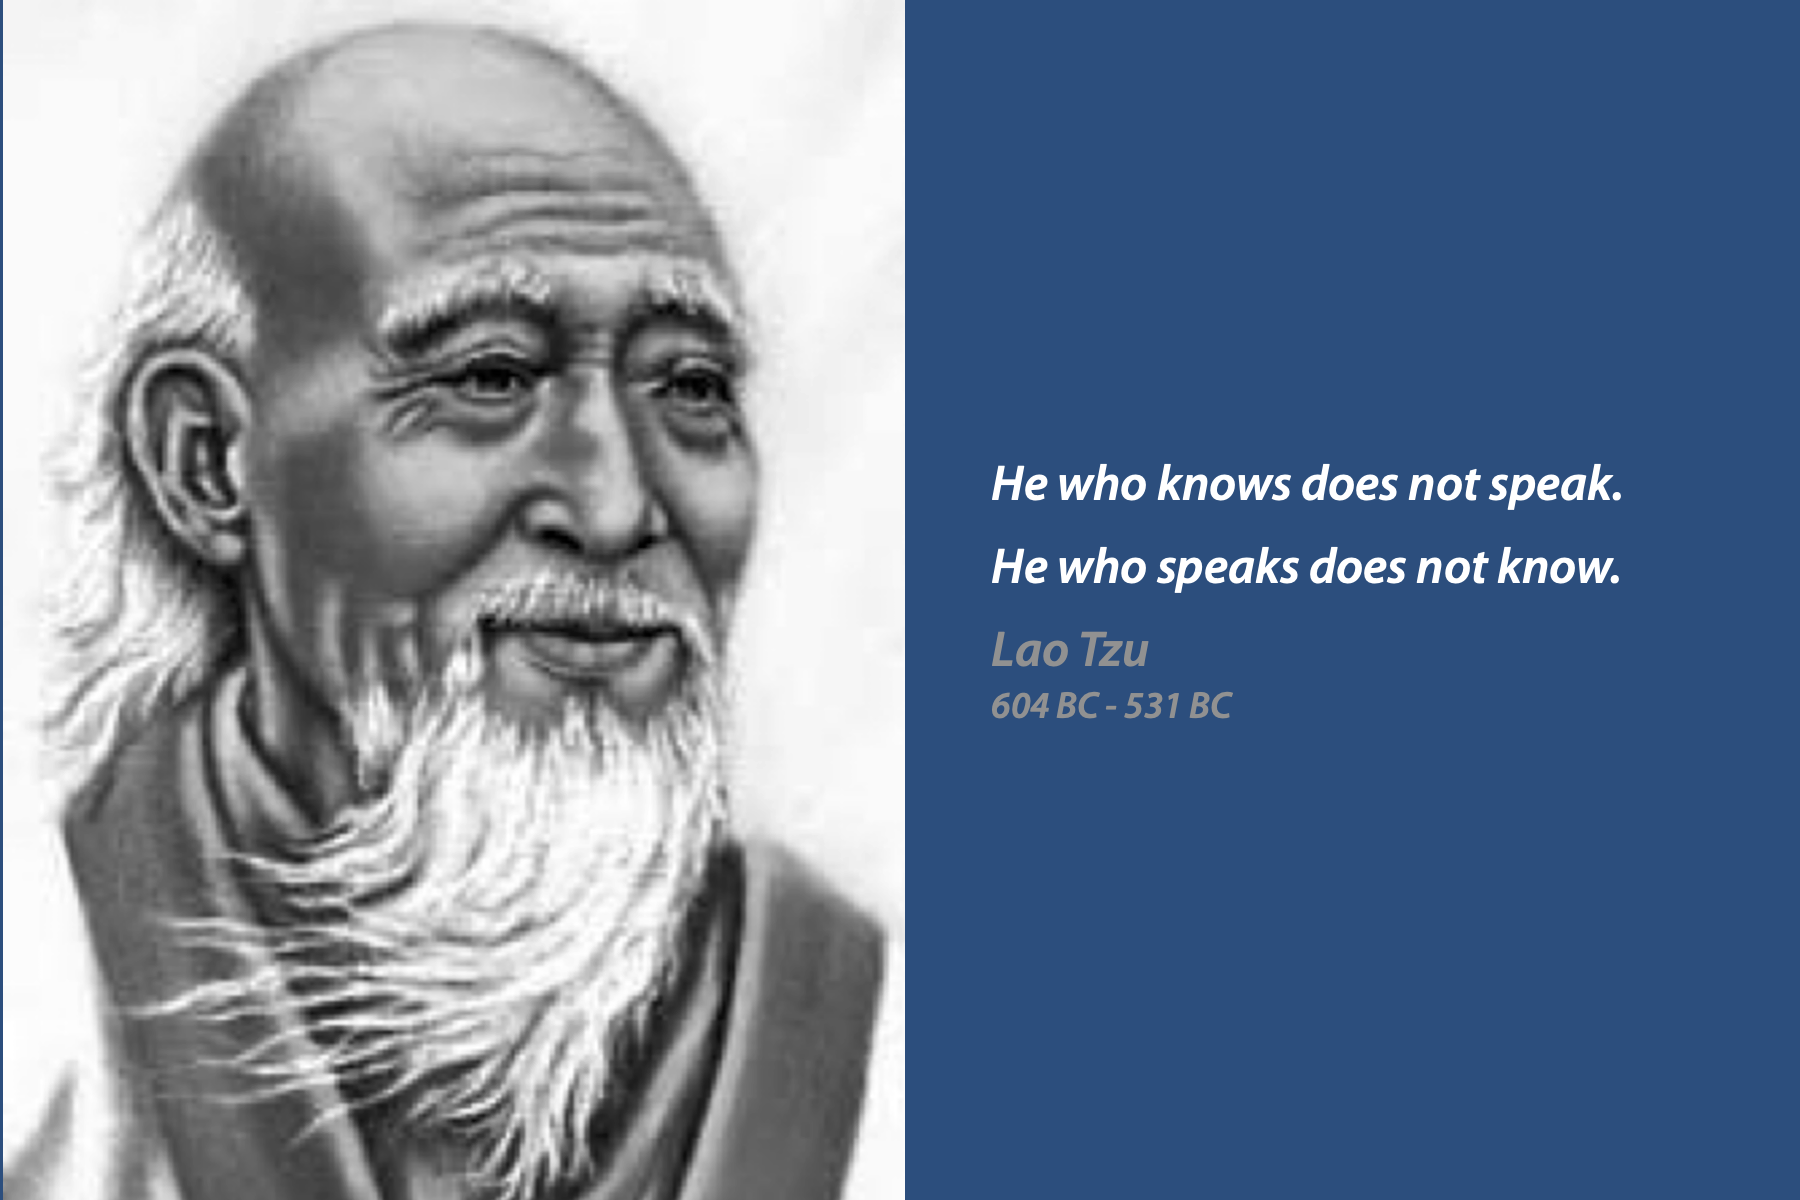 He who knows does not speak.
He who speaks does not know.
Lao Tzu
604 BC - 531 BC